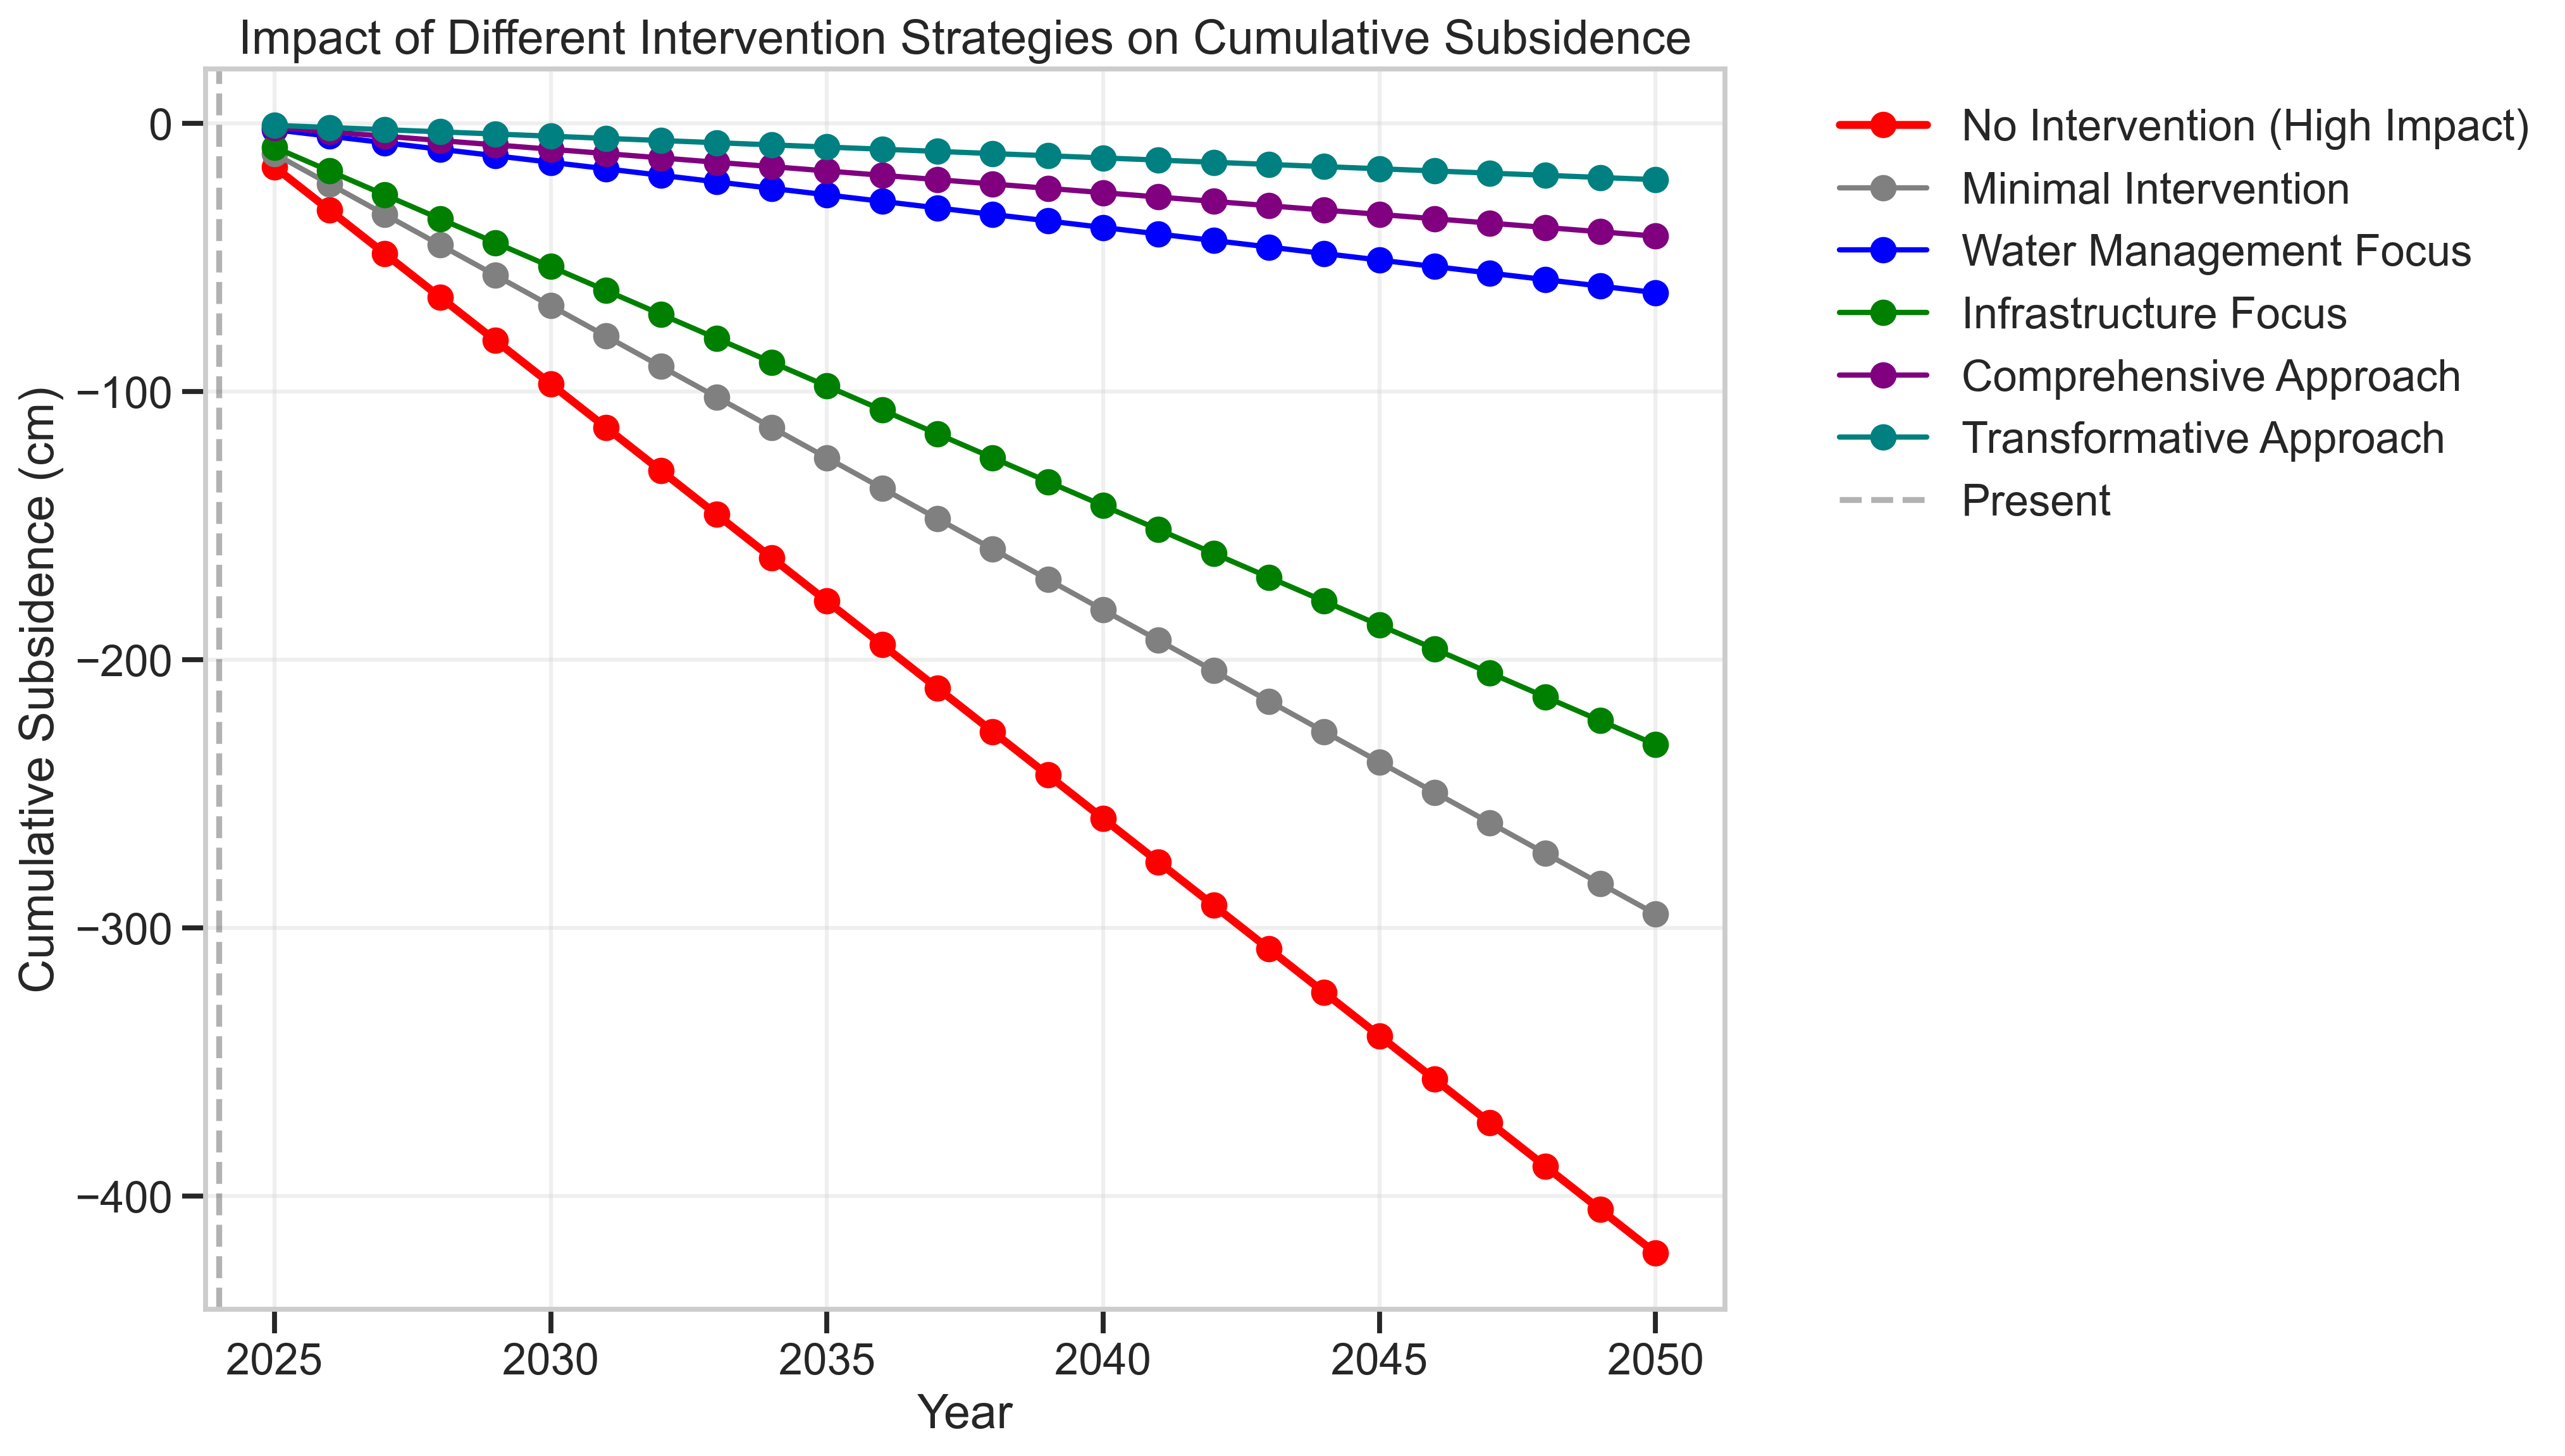 Impact of Different Intervention Strategies on Cumulative Subsidence
0
−100
−200
−300
−400
Cumulative Subsidence (cm)
2025 2030 2035 2040 2045 2050
Year
No Intervention (High Impact)
Minimal Intervention
Water Management Focus
Infrastructure Focus
Comprehensive Approach
Transformative Approach
Present